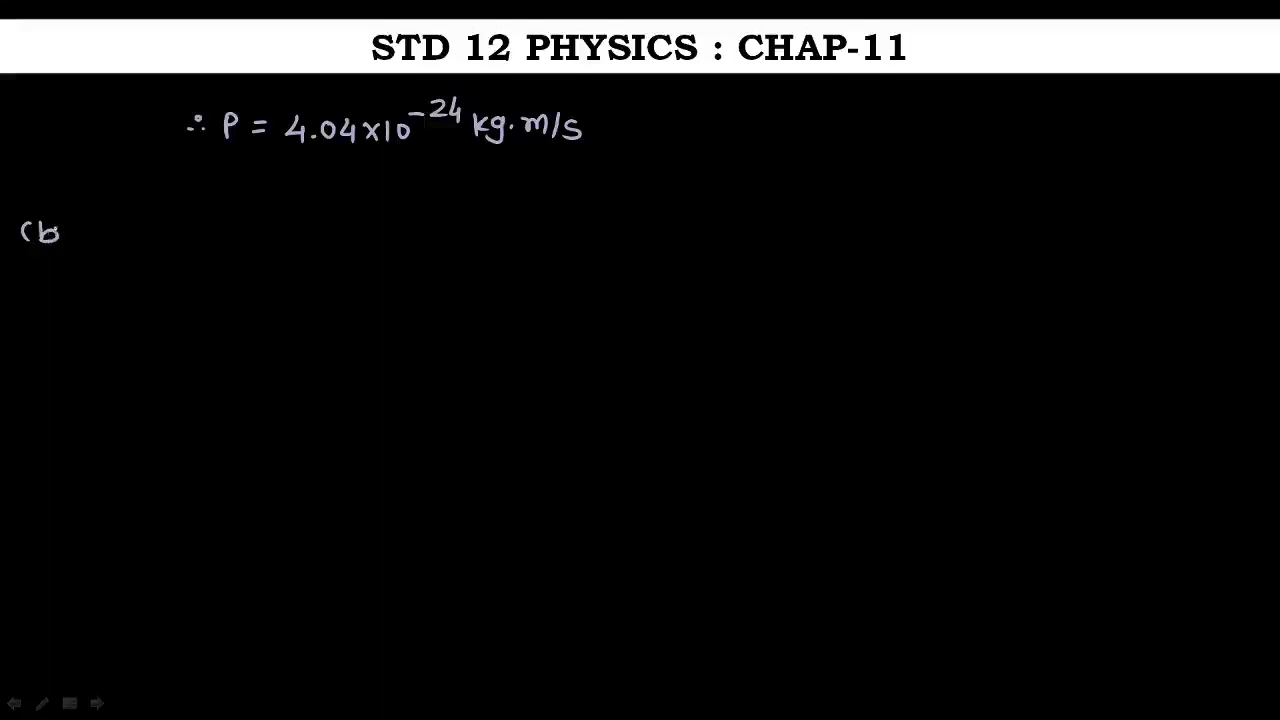 STD 12 PHYSICS : CHAP-11
∴ P = 4.04×10⁻²⁴ kg.m/s
(b